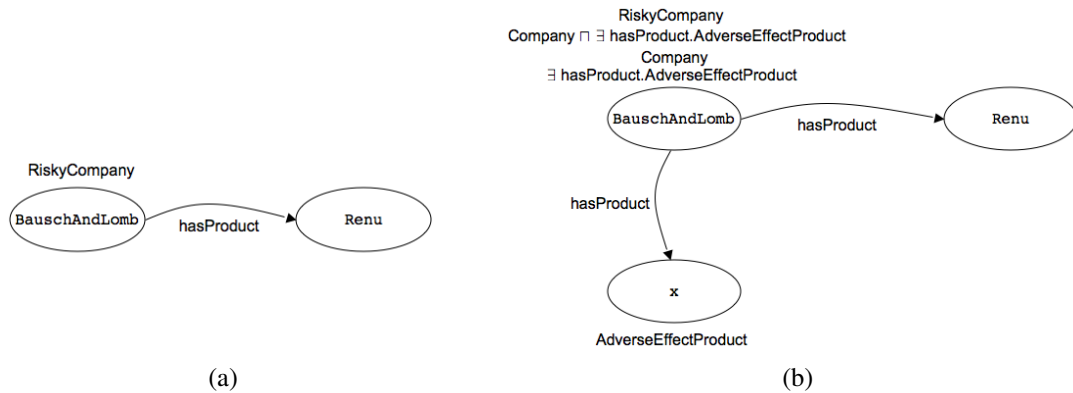 RiskyCompany
BauschAndLomb
hasProduct
Renu
(a)
RiskyCompany
Company ⊓ ∃ hasProduct.AdverseEffectProduct
Company
∃ hasProduct.AdverseEffectProduct
BauschAndLomb
hasProduct
Renu
hasProduct
x
AdverseEffectProduct
(b)